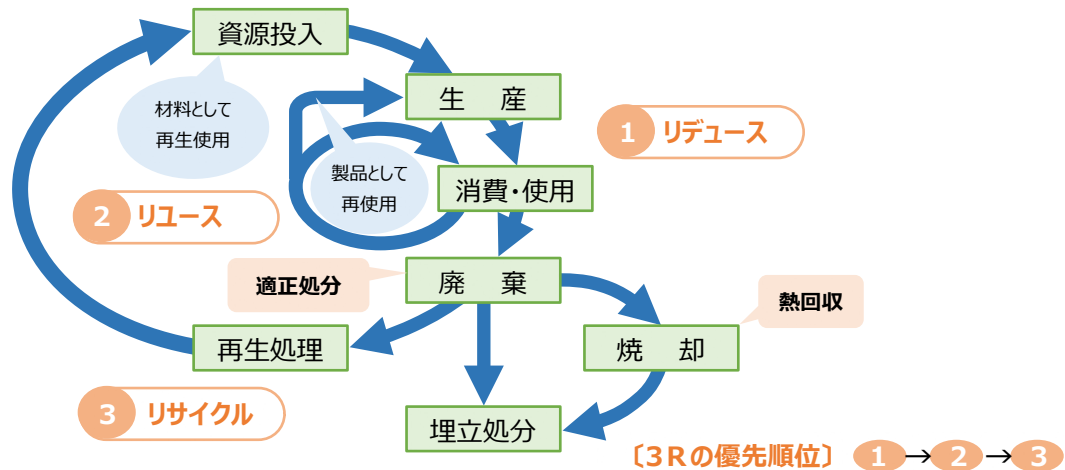 資源投入
材料として
再生使用
生　産
1 リデュース
製品として
再使用
消費・使用
2 リユース
適正処分
廃　棄
熱回収
再生処理
焼　却
3 リサイクル
埋立処分
〔3Rの優先順位〕 1→2→3